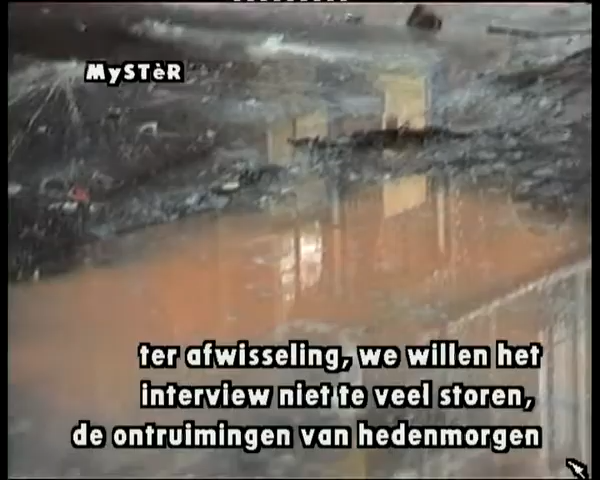 MySTèR
ter afwisseling, we willen het
interview niet te veel storen,
de ontruimingen van hedenmorgen